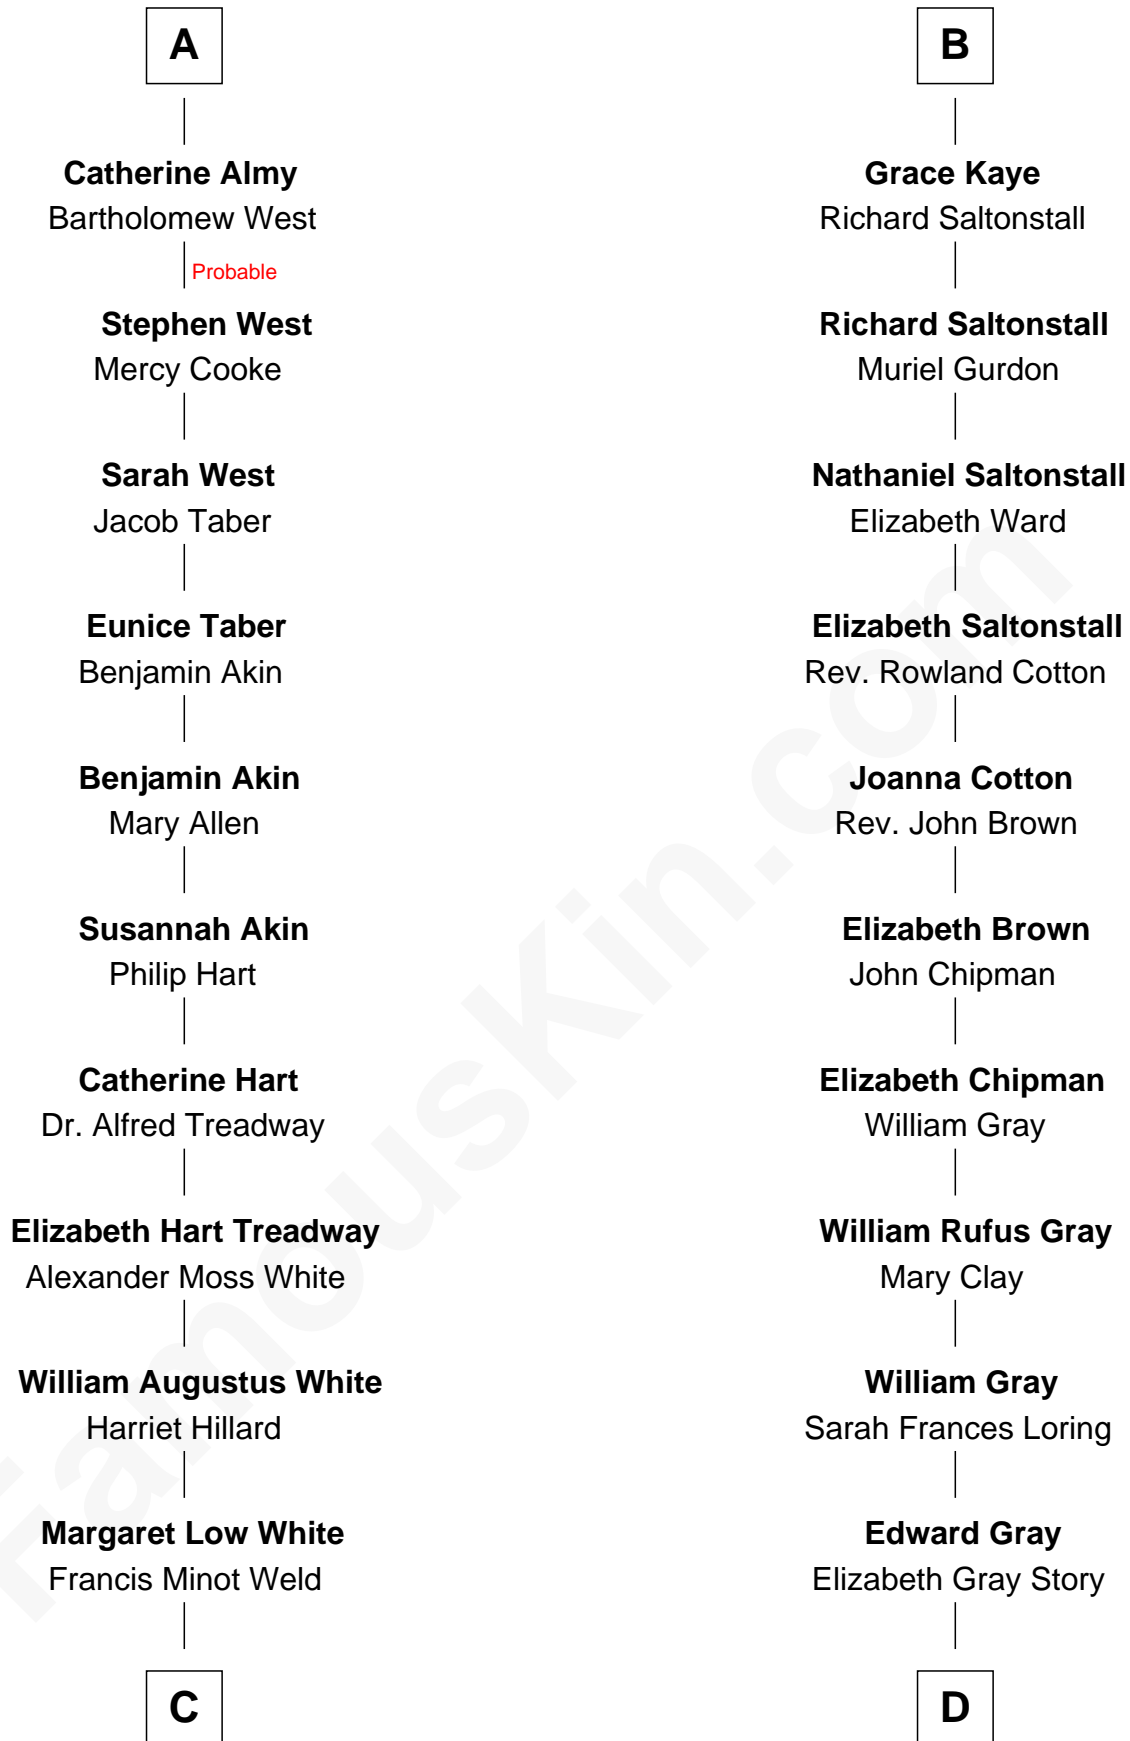 A
Catherine Almy
Bartholomew West
Probable
Stephen West
Mercy Cooke
Sarah West
Jacob Taber
Eunice Taber
Benjamin Akin
Benjamin Akin
Mary Allen
Susannah Akin
Philip Hart
Catherine Hart
Dr. Alfred Treadway
Elizabeth Hart Treadway
Alexander Moss White
William Augustus White
Harriet Hillard
Margaret Low White
Francis Minot Weld
C
B
Grace Kaye
Richard Saltonstall
Richard Saltonstall
Muriel Gurdon
Nathaniel Saltonstall
Elizabeth Ward
Elizabeth Saltonstall
Rev. Rowland Cotton
Joanna Cotton
Rev. John Brown
Elizabeth Brown
John Chipman
Elizabeth Chipman
William Gray
William Rufus Gray
Mary Clay
William Gray
Sarah Frances Loring
Edward Gray
Elizabeth Gray Story
D
FamousKin.com